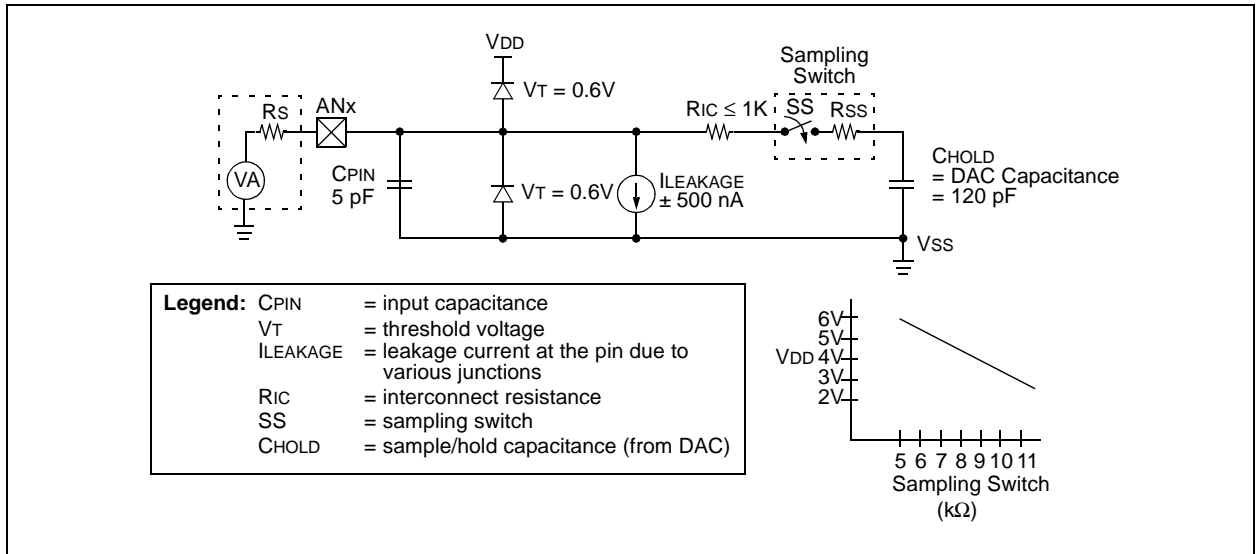 VDD
Sampling
Switch
VT = 0.6V
RS
ANx
RIC ≤ 1K
SS
RSS
VA
CPIN
5 pF
VT = 0.6V
ILEAKAGE
± 500 nA
CHOLD
= DAC Capacitance
= 120 pF
VSS
Legend: CPIN = input capacitance
VT = threshold voltage
ILEAKAGE = leakage current at the pin due to
various junctions
RIC = interconnect resistance
SS = sampling switch
CHOLD = sample/hold capacitance (from DAC)
6V
5V
VDD 4V
3V
2V
5 6 7 8 9 10 11
Sampling Switch
(kΩ)